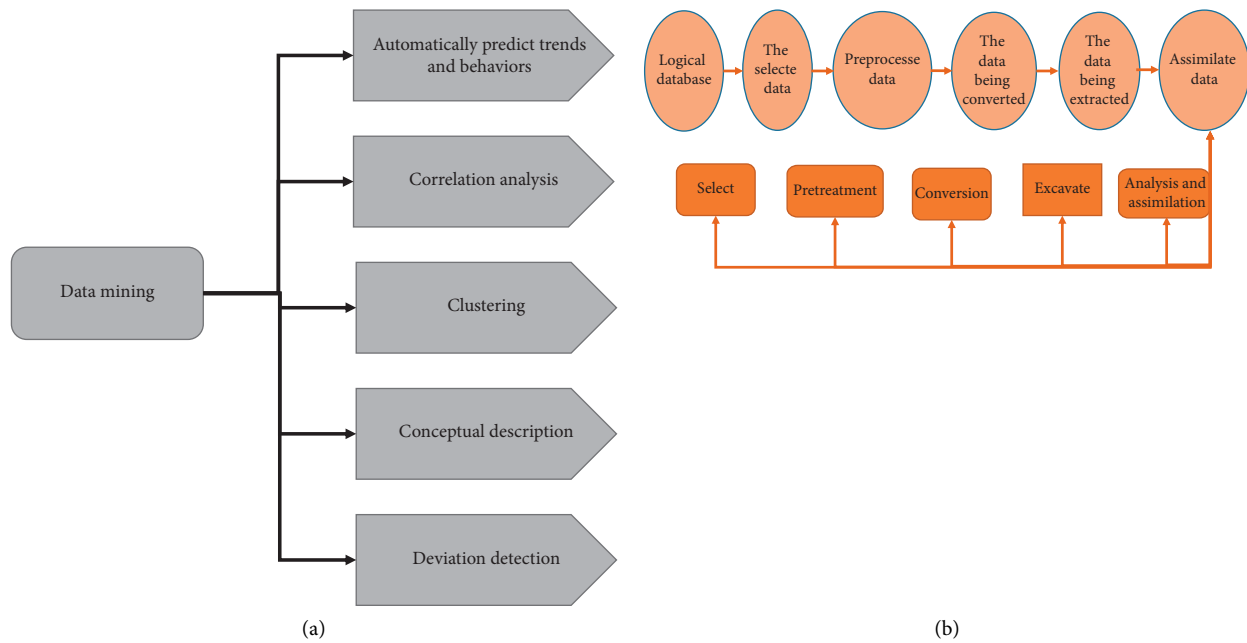 Data mining
Automatically predict trends
and behaviors
Correlation analysis
Clustering
Conceptual description
Deviation detection
(a)
Logical
database
The
selecte
data
Preprocesse
data
The
data
being
converted
The
data
being
extracted
Assimilate
data
Select
Pretreatment
Conversion
Excavate
Analysis and
assimilation
(b)